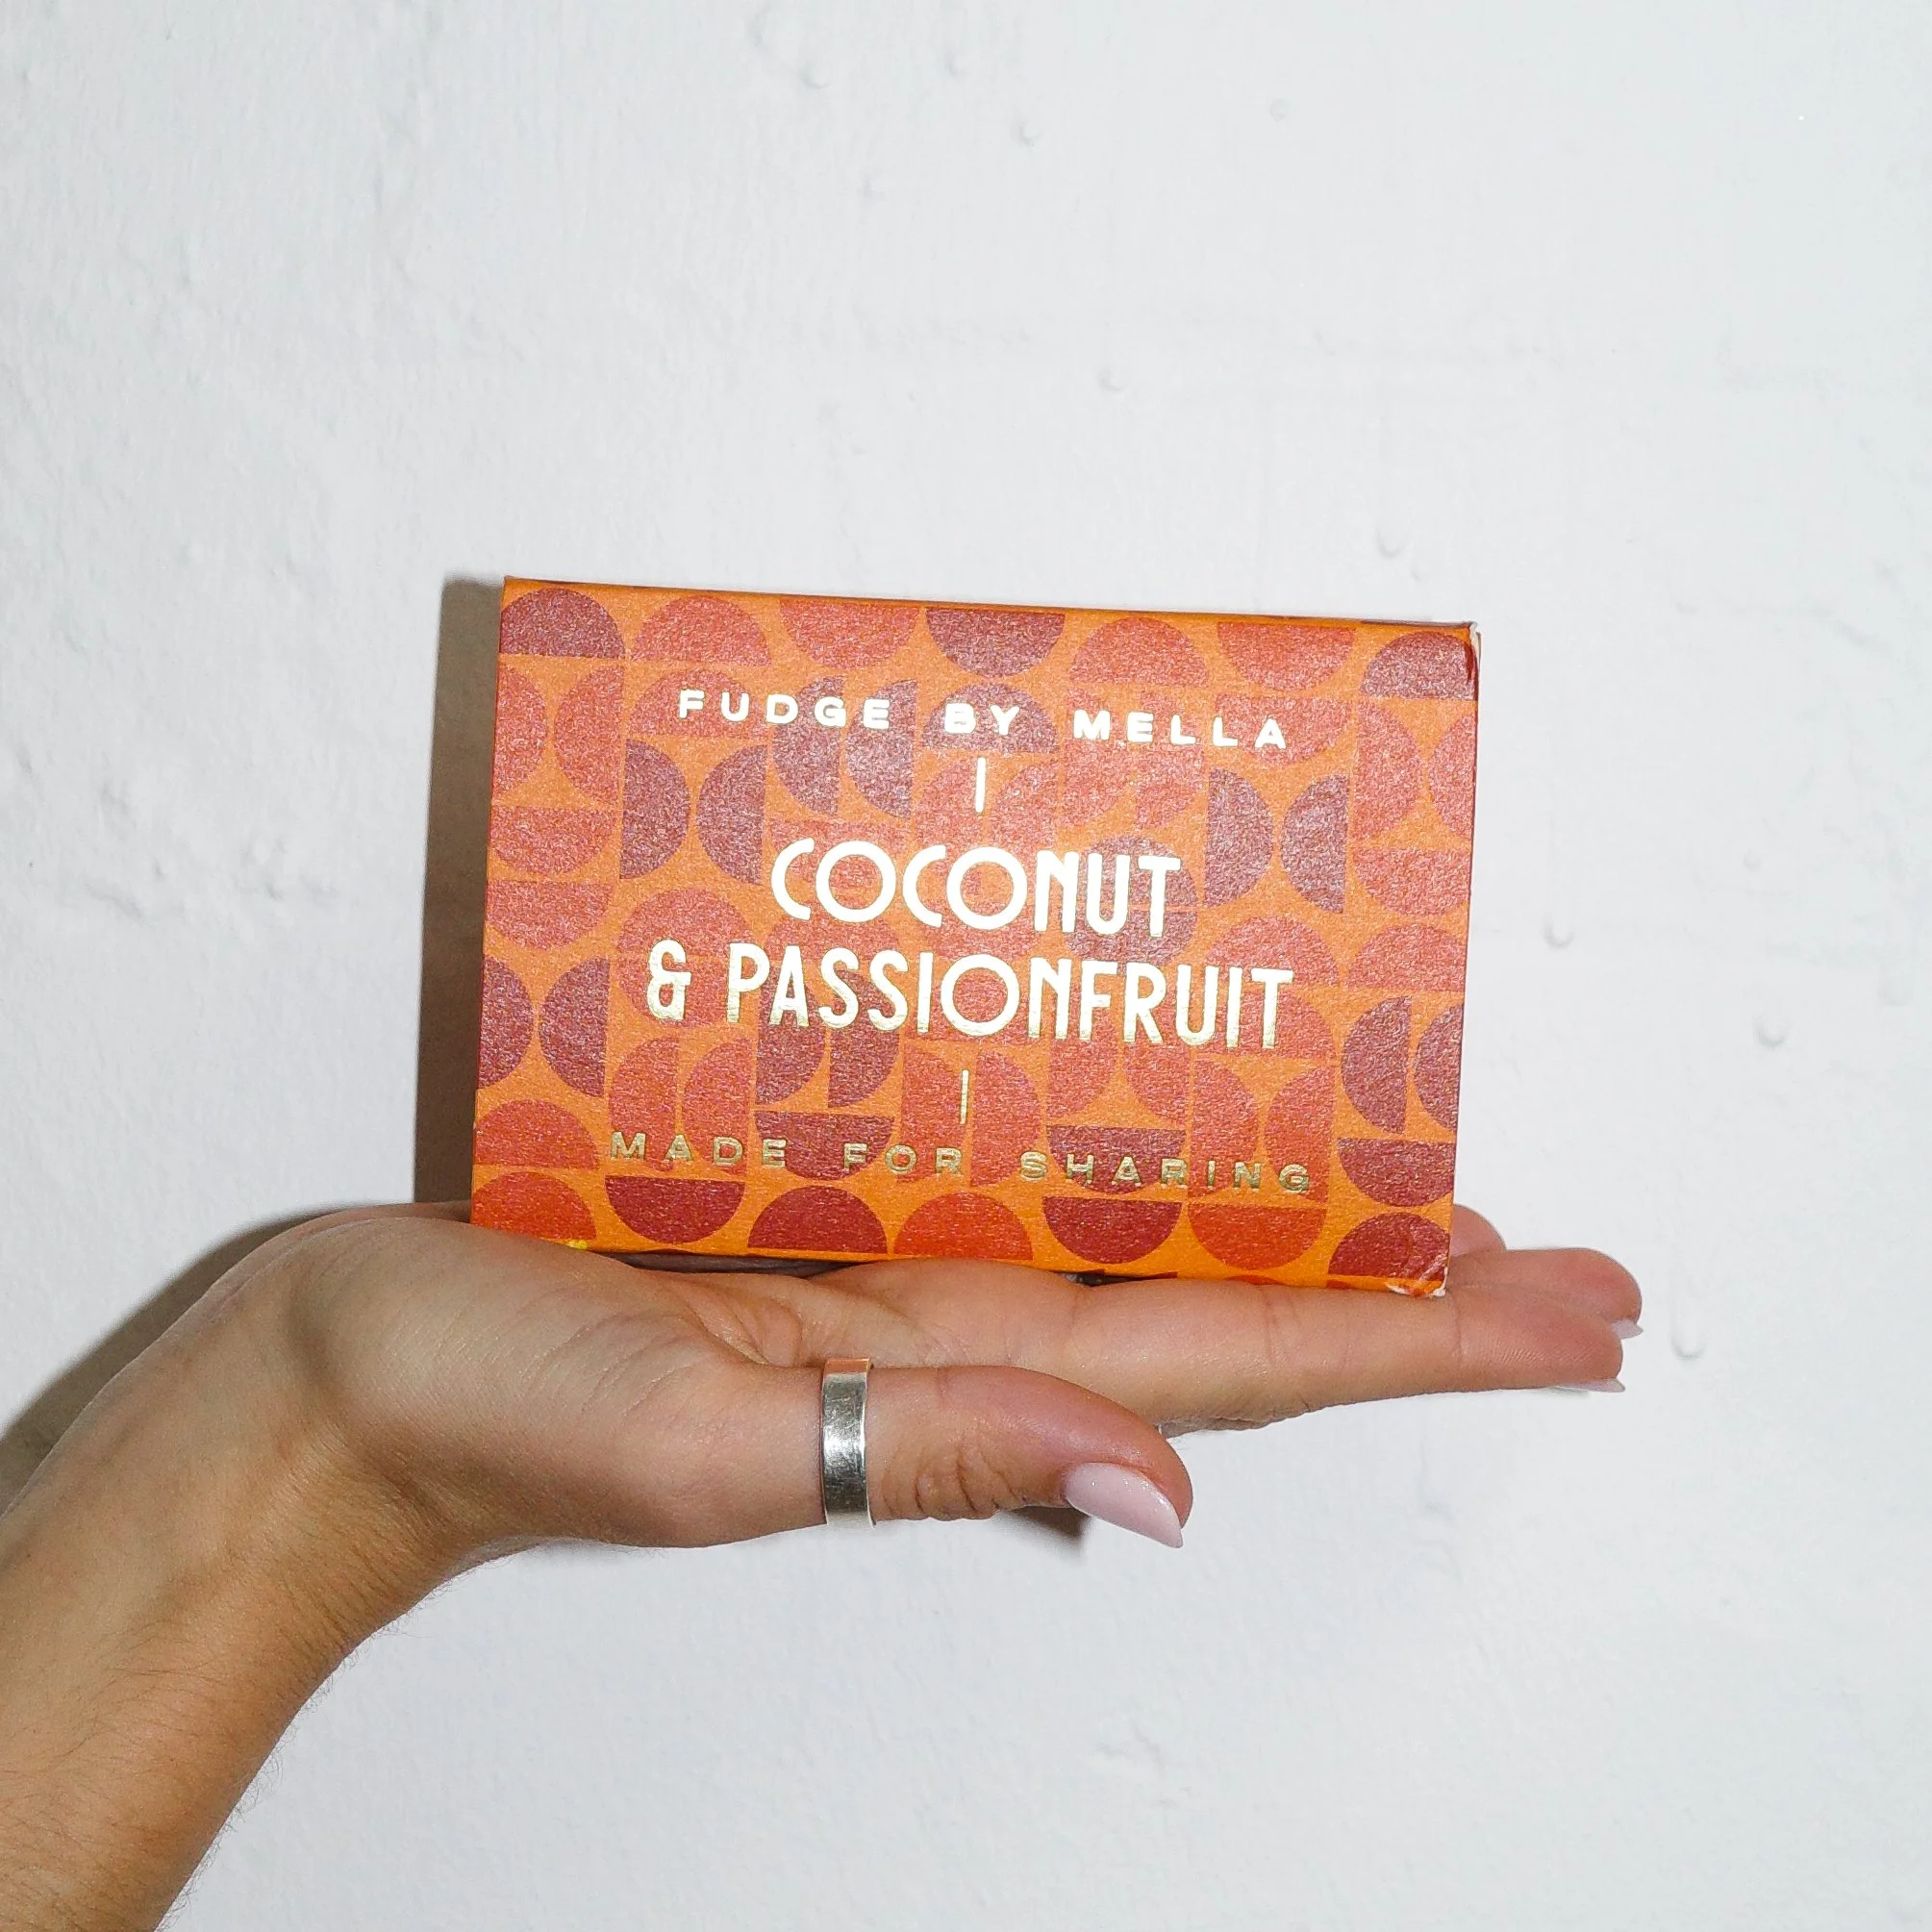 FUDGE BY MELLA
COCONUT
& PASSIONFRUIT
MADE FOR SHARING